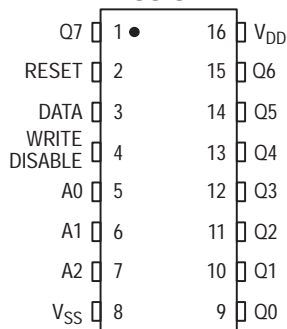 Q7 1 16 VDD
RESET 2 15 Q6
DATA 3 14 Q5
WRITE
DISABLE 4 13 Q4
A0 5 12 Q3
A1 6 11 Q2
A2 7 10 Q1
VSS 8 9 Q0